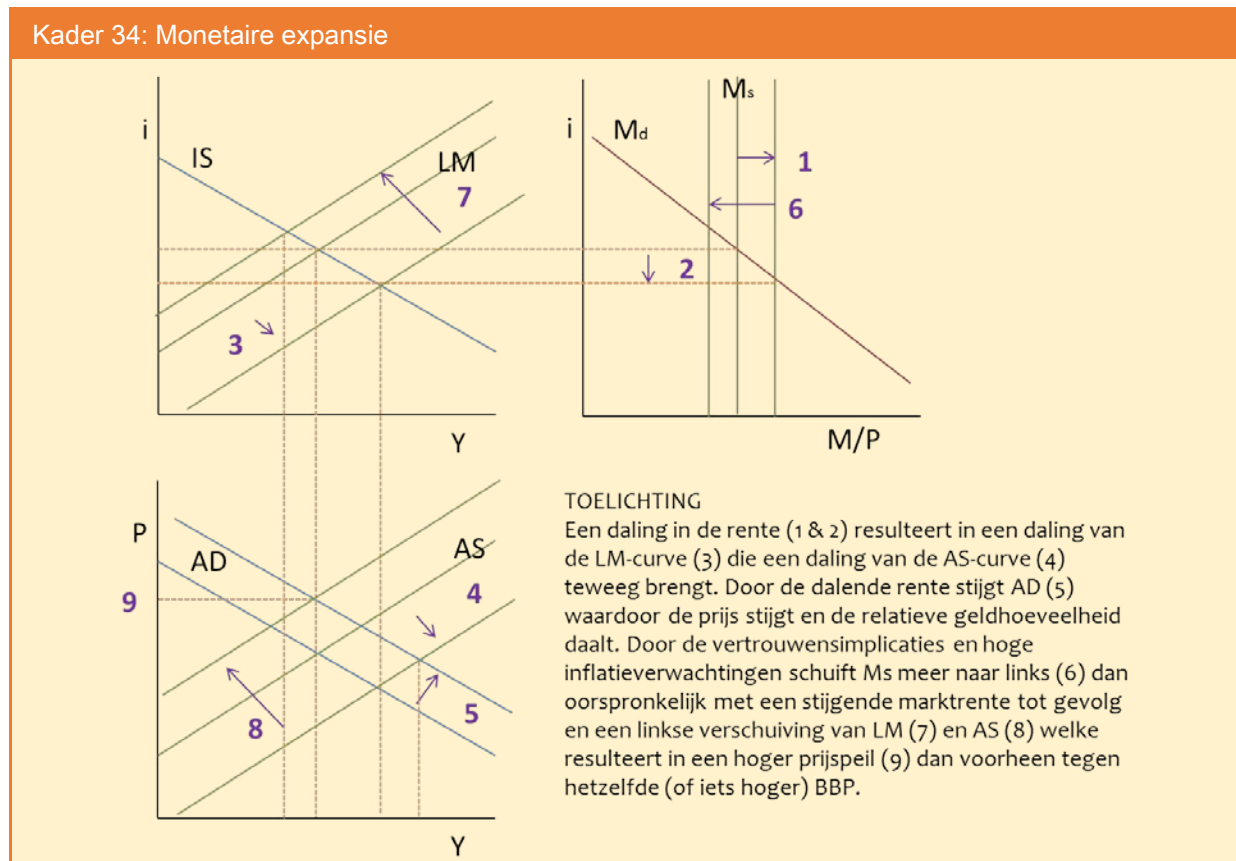 Kader 34: Monetaire expansie
i
IS
LM
7
3
Y
i
Md
Ms
1
6
2
M/P
P
AD
AS
9
4
8
5
Y
TOELICHTING
Een daling in de rente (1 & 2) resulteert in een daling van
de LM-curve (3) die een daling van de AS-curve (4)
teweeg brengt. Door de dalende rente stijgt AD (5)
waardoor de prijs stijgt en de relatieve geldhoeveelheid
daalt. Door de vertrouwensimplicaties en hoge
inflatieverwachtingen schuift Ms meer naar links (6) dan
oorspronkelijk met een stijgende marktrente tot gevolg
en een linkse verschuiving van LM (7) en AS (8) welke
resulteert in een hoger prijspeil (9) dan voorheen tegen
hetzelfde (of iets hoger) BBP.